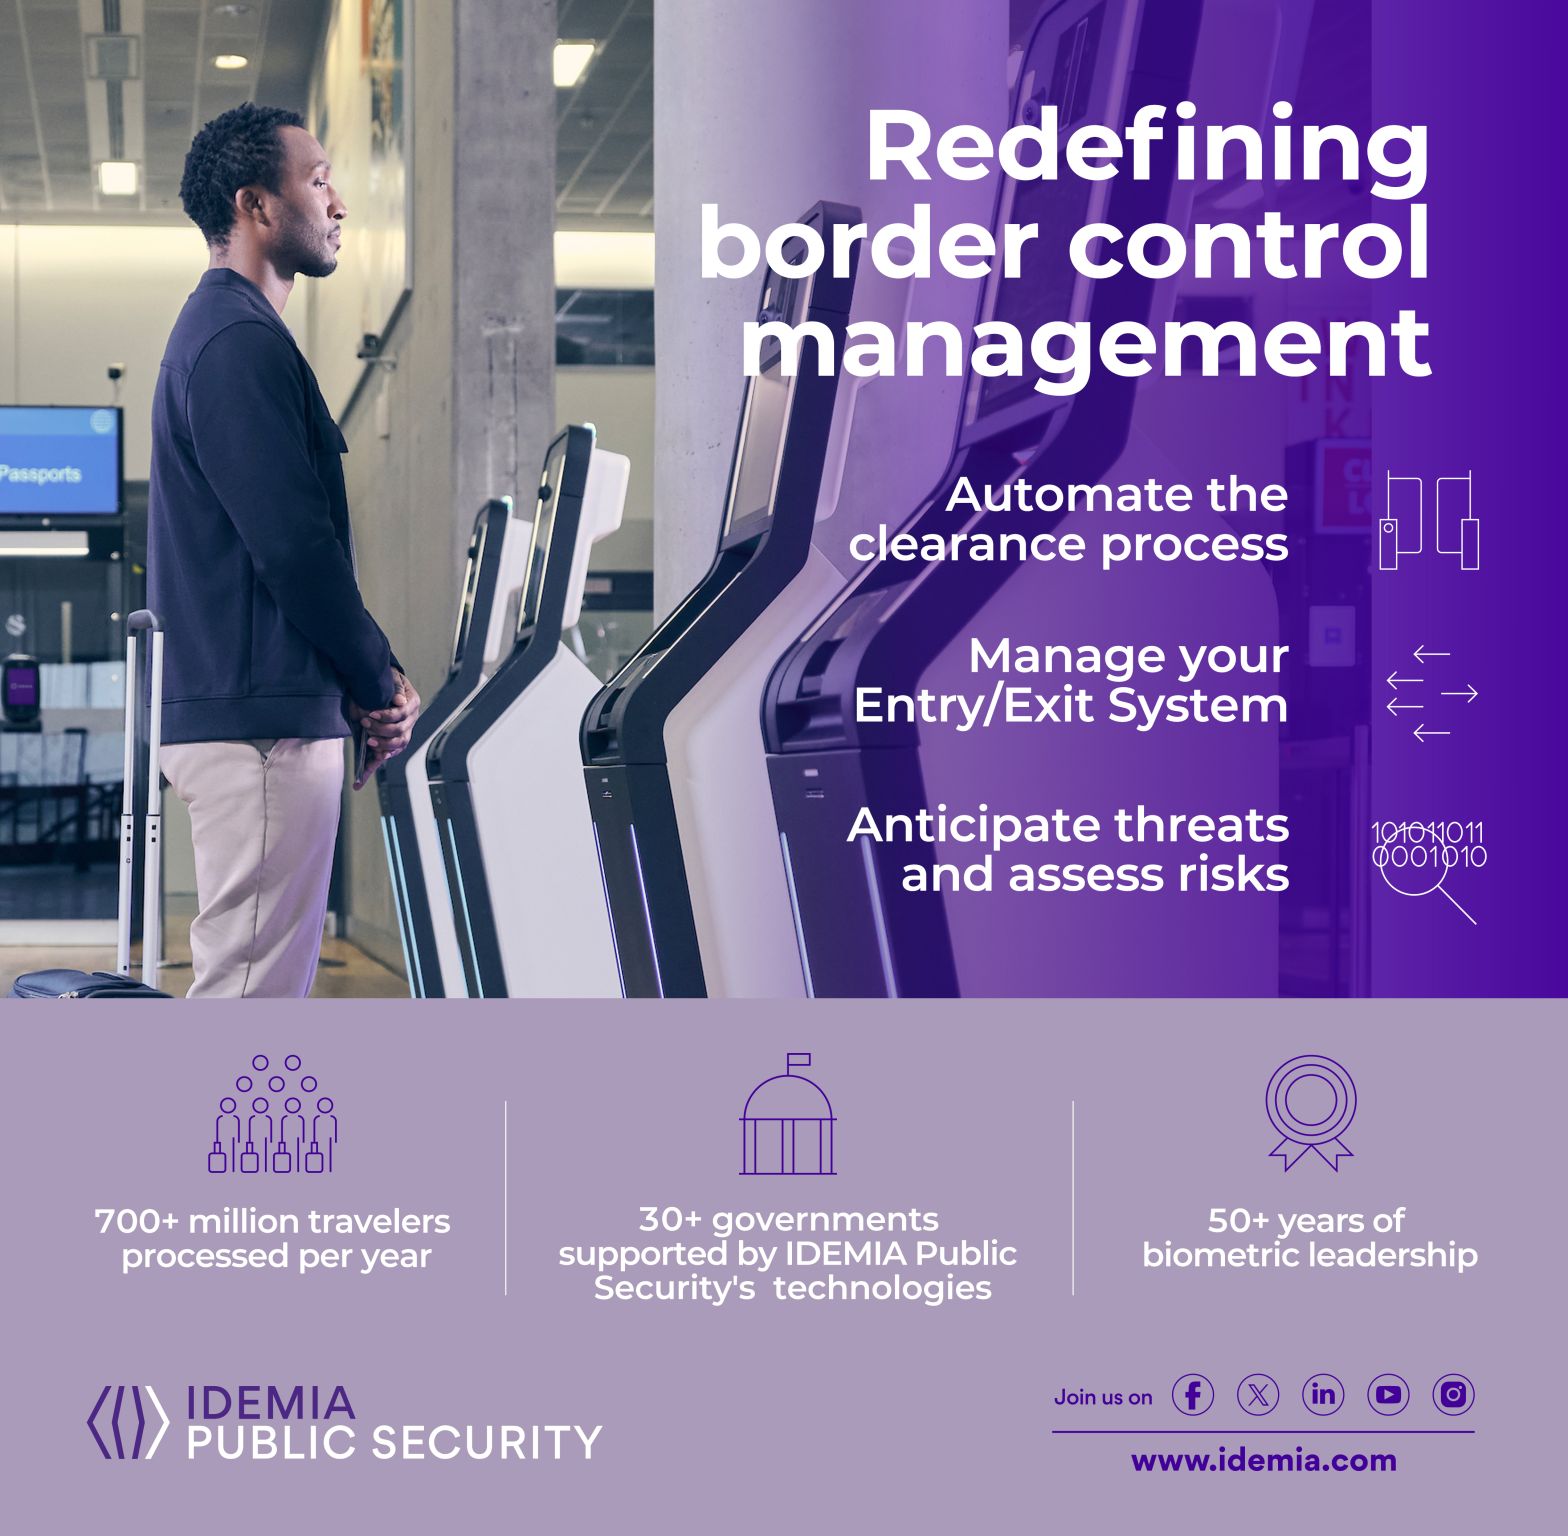 Redefining
border control
management
Passports
Automate the
clearance process
Manage your
Entry/Exit System
Anticipate threats
and assess risks
101011011
0001010
700+ million travelers
processed per year
30+ governments
supported by IDEMIA Public
Security's  technologies
50+ years of
biometric leadership
IDEMIA
PUBLIC SECURITY
Join us on
www.idemia.com